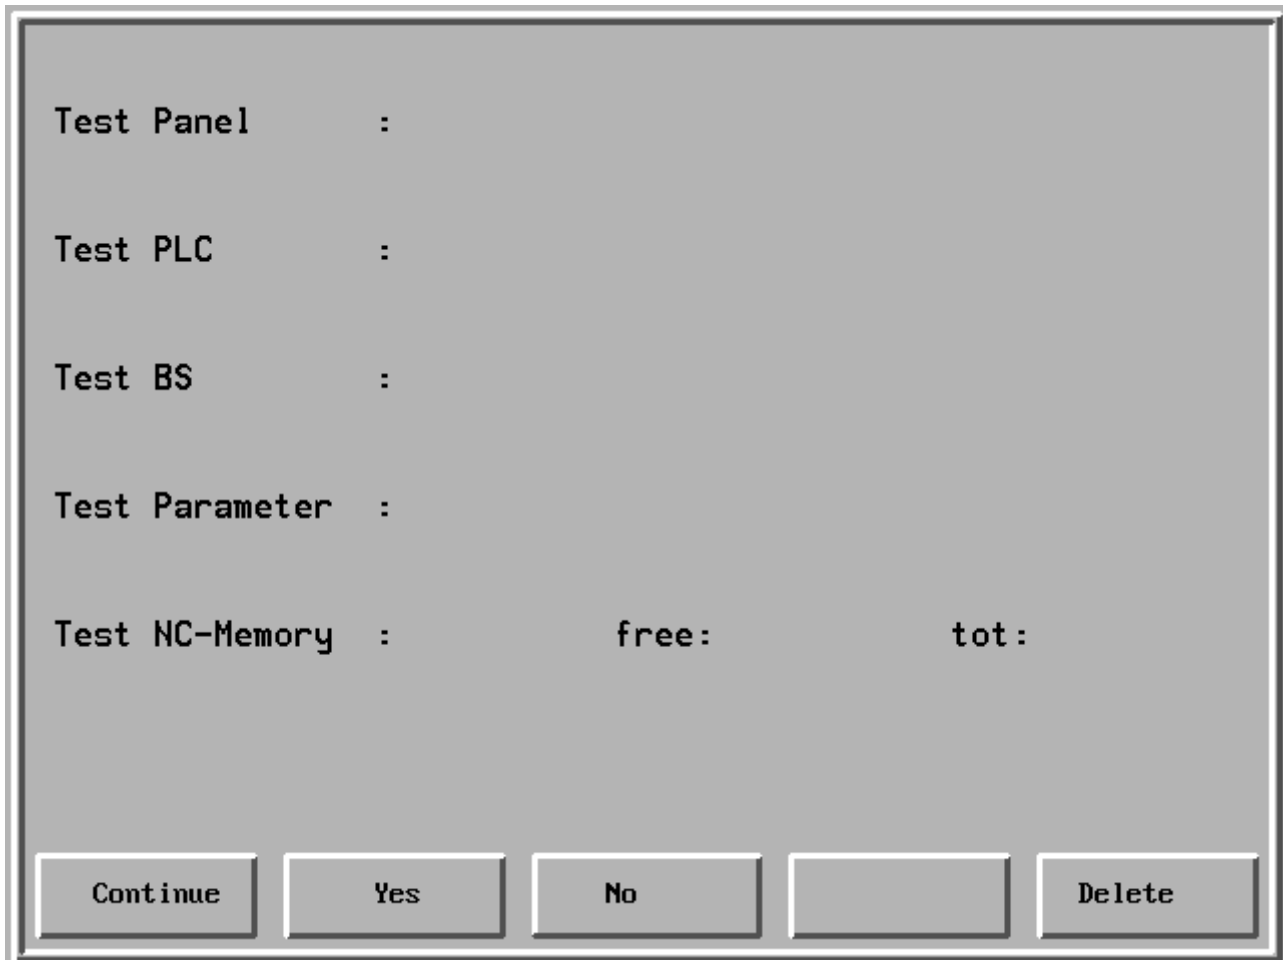 Test Panel :
Test PLC :
Test BS :
Test Parameter :
Test NC-Memory : free: tot:
Continue Yes No Delete